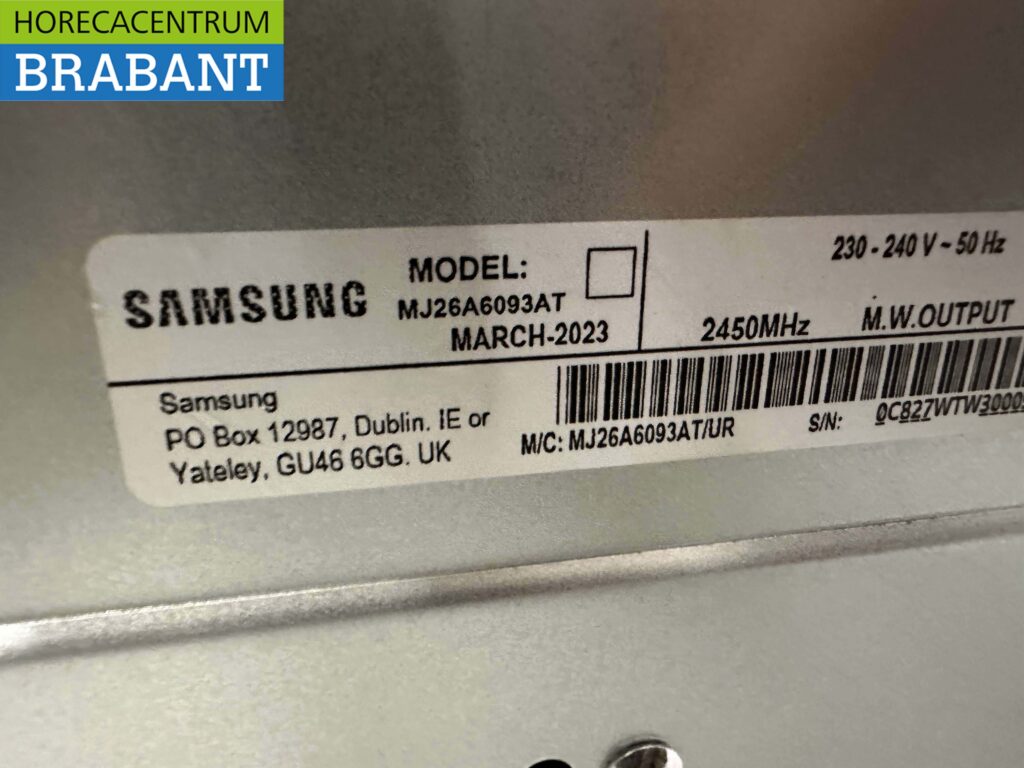 HORECACENTRUM
BRABANT
SAMSUNG
MODEL:
MJ26A6093AT
MARCH-2023
230 - 240 V ~ 50 Hz
2450MHz M.W.OUTPUT
Samsung
PO Box 12987, Dublin. IE or
Yateley, GU46 6GG. UK
M/C: MJ26A6093AT/UR
S/N: